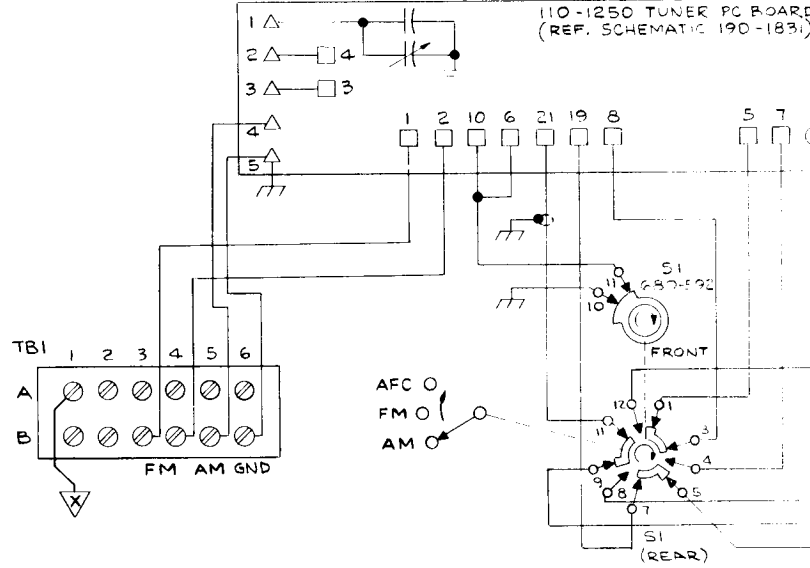 110-1250 TUNER PC BOARD
(REF. SCHEMATIC 190-1831)
1
2
4
3
3
4
5
1 2 10 6 21 19 8 5 7
S1
680-592
11
10
FRONT
TB1 1 2 3 4 5 6
A
B
FM AM GND
X
AFC
FM
AM
12 1
11 3
4
9 8 5
7
S1
(REAR)